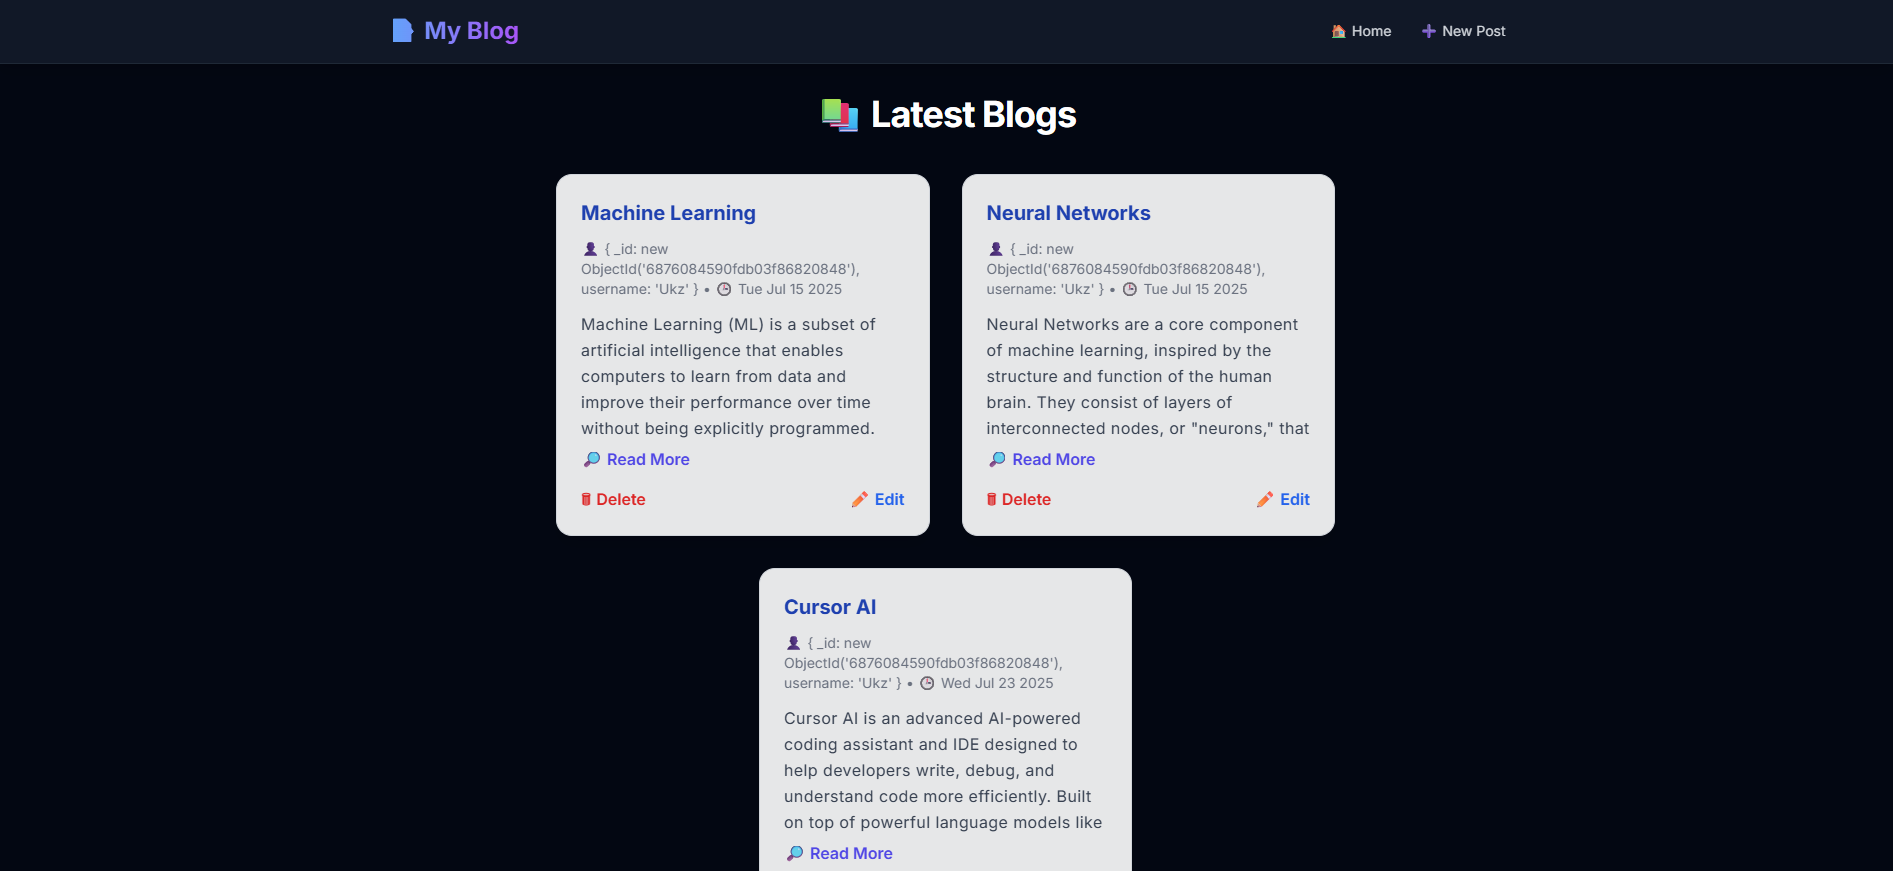 My Blog
Home
New Post
Latest Blogs
Machine Learning
{ _id: new
ObjectId('6876084590fdb03f86820848'),
username: 'Ukz' } • Tue Jul 15 2025
Machine Learning (ML) is a subset of
artificial intelligence that enables
computers to learn from data and
improve their performance over time
without being explicitly programmed.
Read More
Delete
Edit
Neural Networks
{ _id: new
ObjectId('6876084590fdb03f86820848'),
username: 'Ukz' } • Tue Jul 15 2025
Neural Networks are a core component
of machine learning, inspired by the
structure and function of the human
brain. They consist of layers of
interconnected nodes, or "neurons," that
Read More
Delete
Edit
Cursor AI
{ _id: new
ObjectId('6876084590fdb03f86820848'),
username: 'Ukz' } • Wed Jul 23 2025
Cursor AI is an advanced AI-powered
coding assistant and IDE designed to
help developers write, debug, and
understand code more efficiently. Built
on top of powerful language models like
Read More